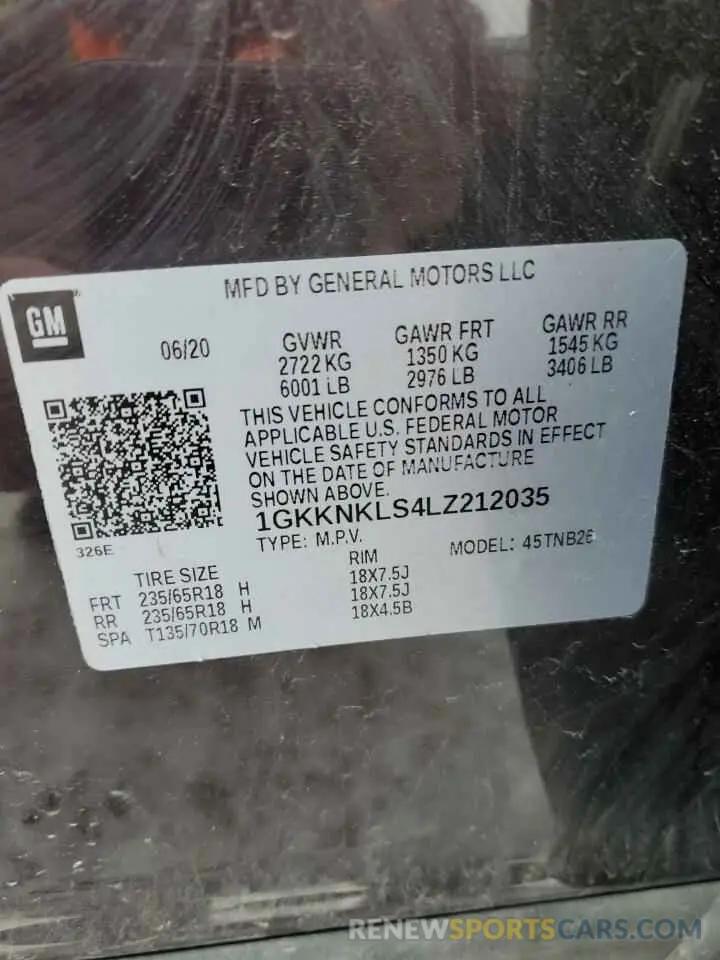 MFD BY GENERAL MOTORS LLC
GM
06/20
GVWR
2722 KG
6001 LB
GAWR FRT
1350 KG
2976 LB
GAWR RR
1545 KG
3406 LB
THIS VEHICLE CONFORMS TO ALL
APPLICABLE U.S. FEDERAL MOTOR
VEHICLE SAFETY STANDARDS IN EFFECT
ON THE DATE OF MANUFACTURE
SHOWN ABOVE.
1GKKNKLS4LZ212035
326E
TYPE: M.P.V.
MODEL: 45TNB26
TIRE SIZE
RIM
FRT 235/65R18 H 18X7.5J
RR 235/65R18 H 18X7.5J
SPA T135/70R18 M 18X4.5B
RENEWSPORTSCARS.COM